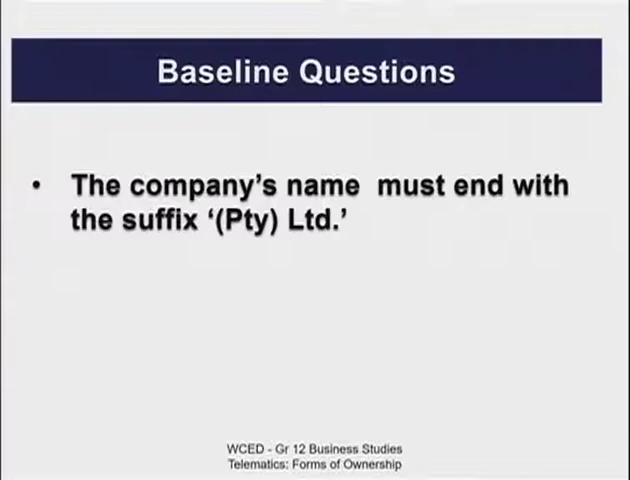 Baseline Questions
• The company's name must end with
the suffix '(Pty) Ltd.'
WCED - Gr 12 Business Studies
Telematics: Forms of Ownership